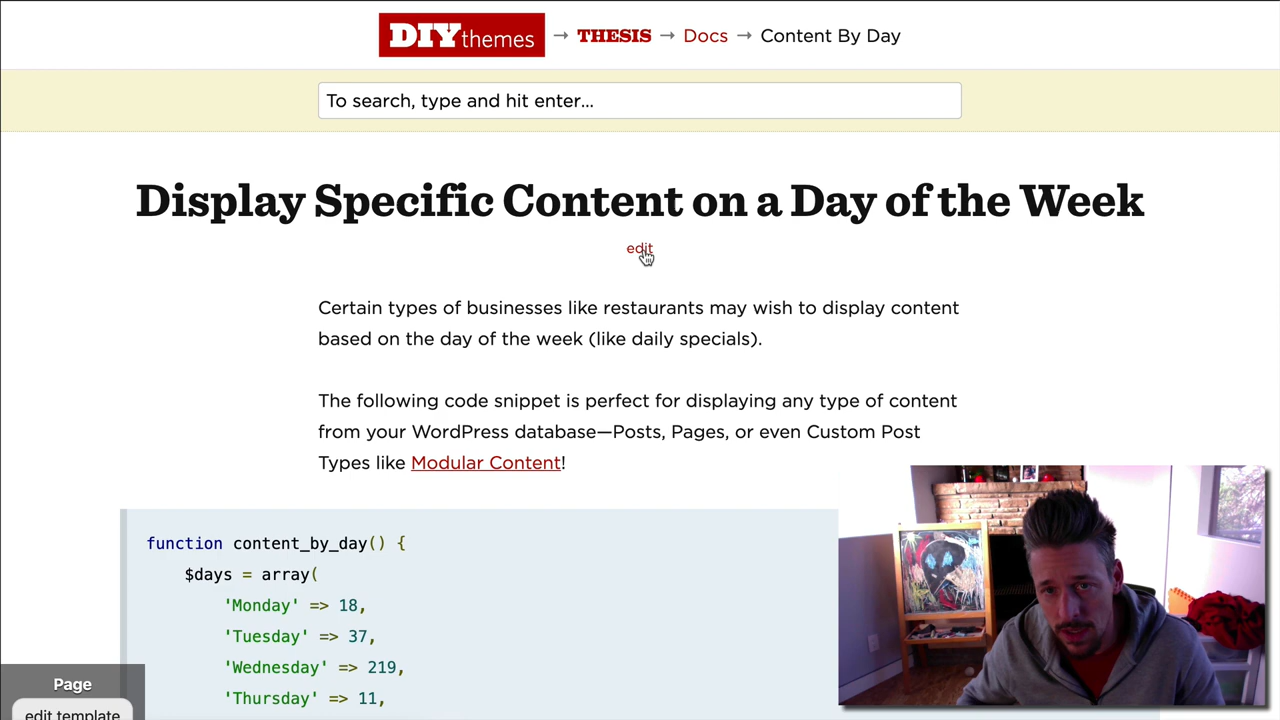 DIYthemes → THESIS → Docs → Content By Day
To search, type and hit enter...
Display Specific Content on a Day of the Week
edit
Certain types of businesses like restaurants may wish to display content
based on the day of the week (like daily specials).
The following code snippet is perfect for displaying any type of content
from your WordPress database—Posts, Pages, or even Custom Post
Types like Modular Content!
function content_by_day() {
$days = array(
'Monday' => 18,
'Tuesday' => 37,
'Wednesday' => 219,
'Thursday' => 11,
Page
edit template